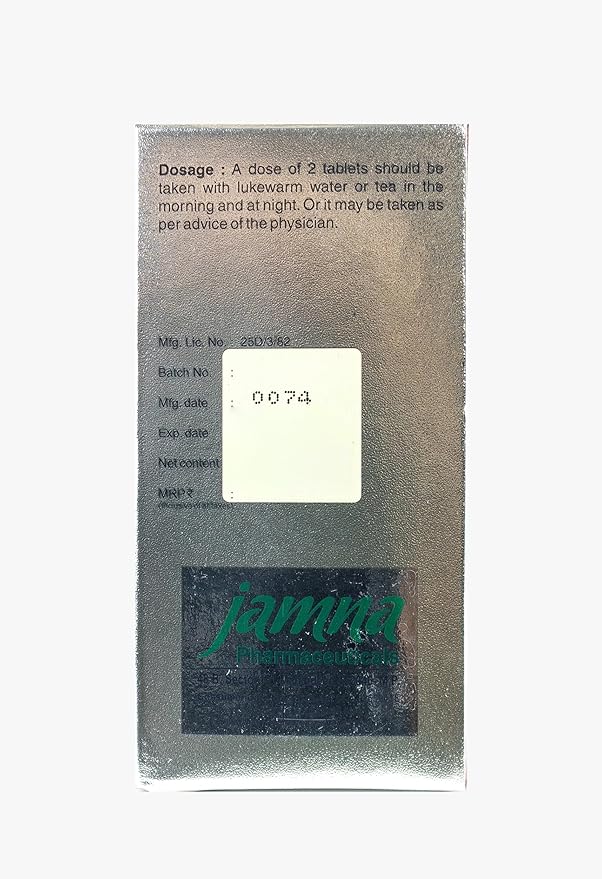 Dosage : A dose of 2 tablets should be
taken with lukewarm water or tea in the
morning and at night. Or it may be taken as
per advice of the physician.
Mfg. Lic. No. 25D/3/82
Batch No. :
0074
Mfg. date :
Exp. date
Net content
MRP ₹ :
jamna
Pharmaceuticals